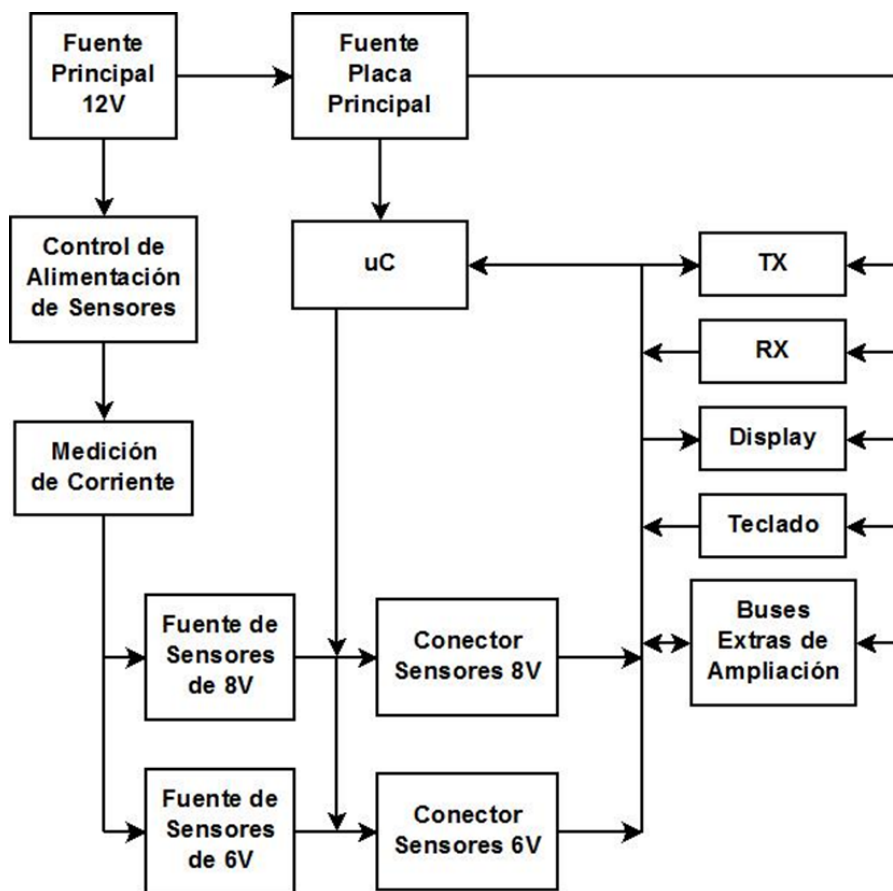 Fuente
Principal
12V
Fuente
Placa
Principal
Control de
Alimentación
de Sensores
uC
TX
RX
Medición
de Corriente
Display
Teclado
Fuente de
Sensores
de 8V
Conector
Sensores 8V
Buses
Extras de
Ampliación
Fuente de
Sensores
de 6V
Conector
Sensores 6V